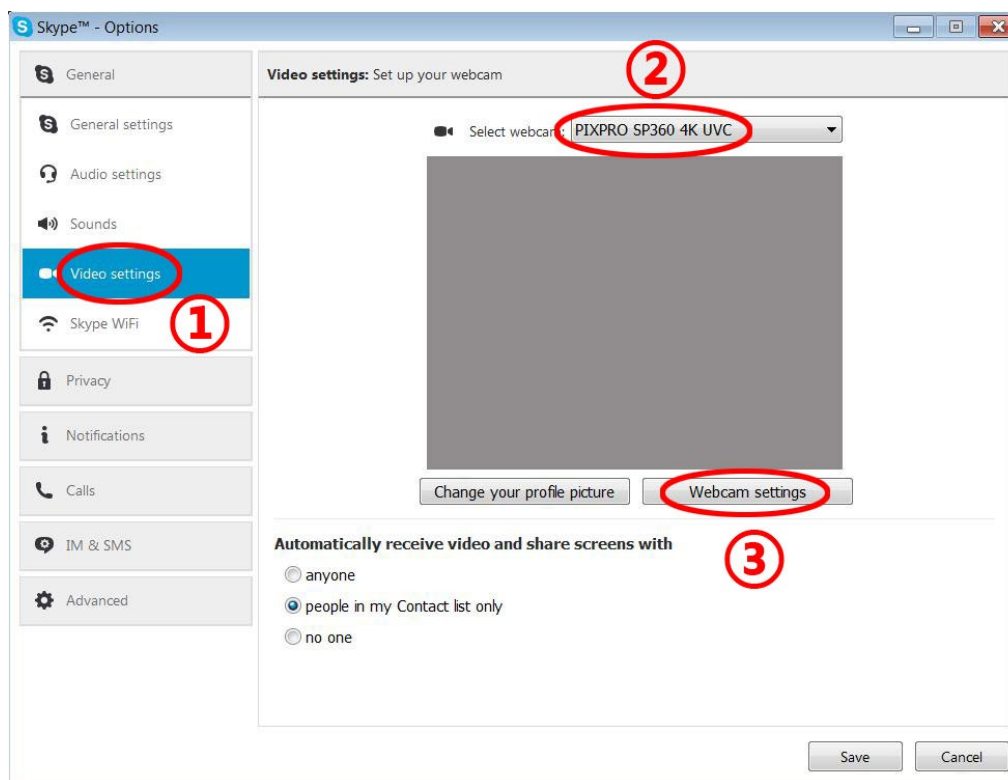 Skype™ - Options
General
General settings
Audio settings
Sounds
Video settings
Skype WiFi
1
Privacy
Notifications
Calls
IM & SMS
Advanced
Video settings: Set up your webcam
2
Select webcam: PIXPRO SP360 4K UVC
Change your profile picture
Webcam settings
3
Automatically receive video and share screens with
anyone
people in my Contact list only
no one
Save
Cancel